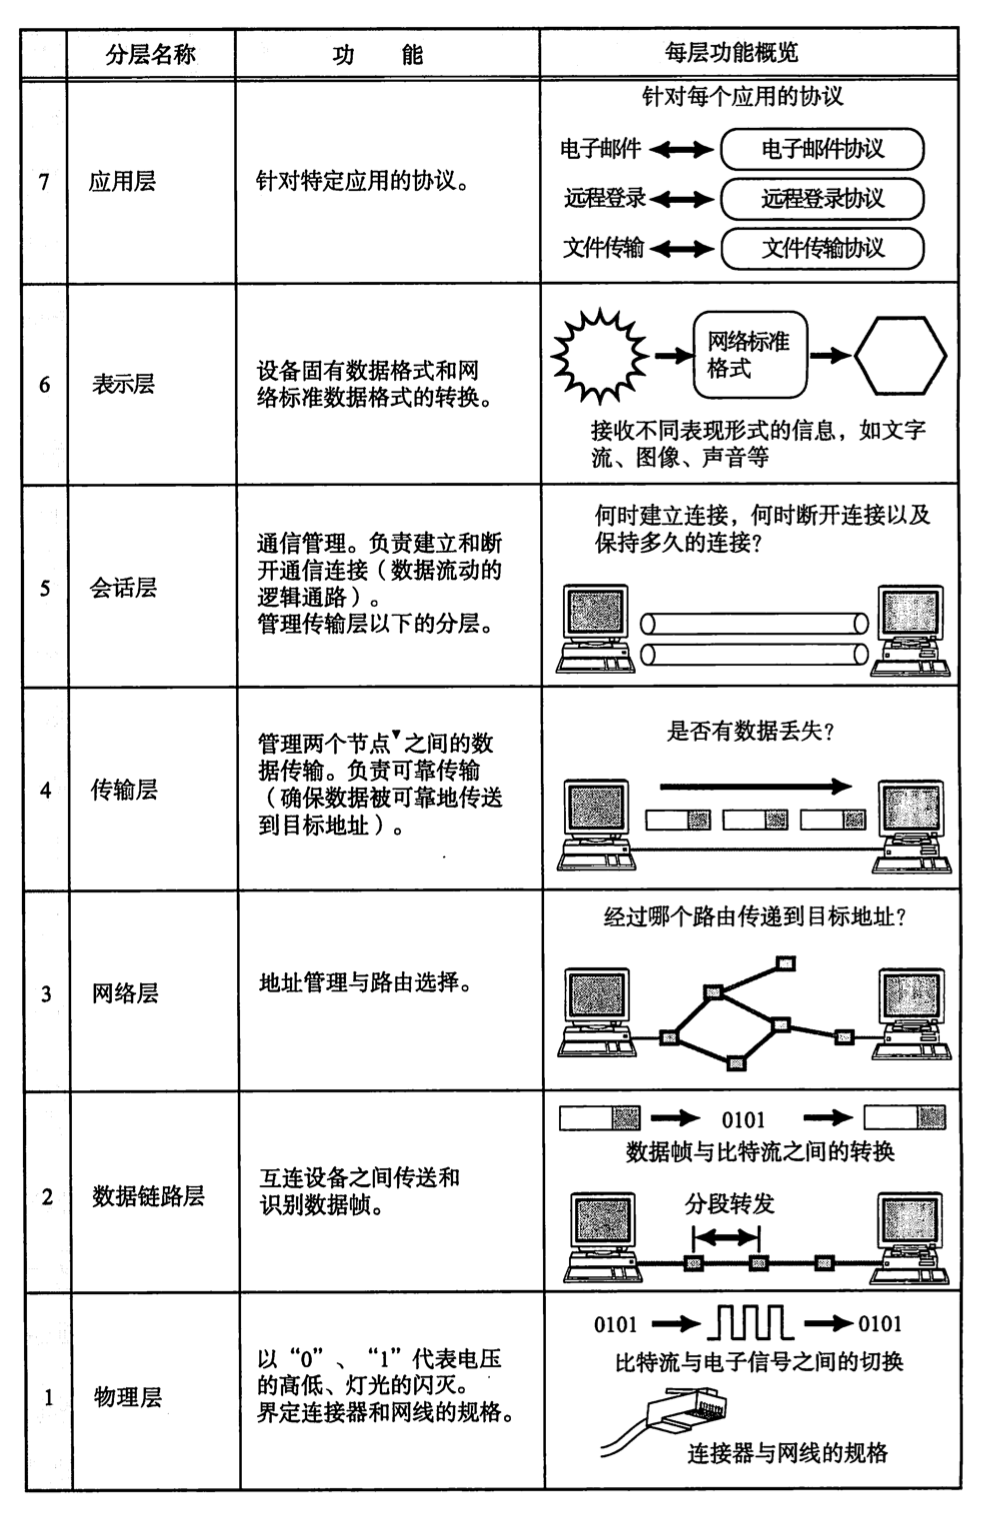 分层名称
功 能
每层功能概览
7
应用层
针对特定应用的协议。
针对每个应用的协议
电子邮件
电子邮件协议
远程登录
远程登录协议
文件传输
文件传输协议
6
表示层
设备固有数据格式和网
络标准数据格式的转换。
网络标准
格式
接收不同表现形式的信息，如文字
流、图像、声音等
5
会话层
通信管理。负责建立和断
开通信连接（数据流动的
逻辑通路）。
管理传输层以下的分层。
何时建立连接，何时断开连接以及
保持多久的连接？
4
传输层
管理两个节点▼之间的数
据传输。负责可靠传输
（确保数据被可靠地传送
到目标地址）。
是否有数据丢失？
3
网络层
地址管理与路由选择。
经过哪个路由传递到目标地址？
2
数据链路层
互连设备之间传送和
识别数据帧。
0101
数据帧与比特流之间的转换
分段转发
1
物理层
以“0”、“1”代表电压
的高低、灯光的闪灭。
界定连接器和网线的规格。
0101
0101
比特流与电子信号之间的切换
连接器与网线的规格